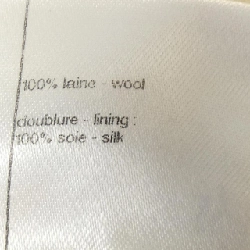 100% laine - wool
doublure - lining :
100% soie - silk